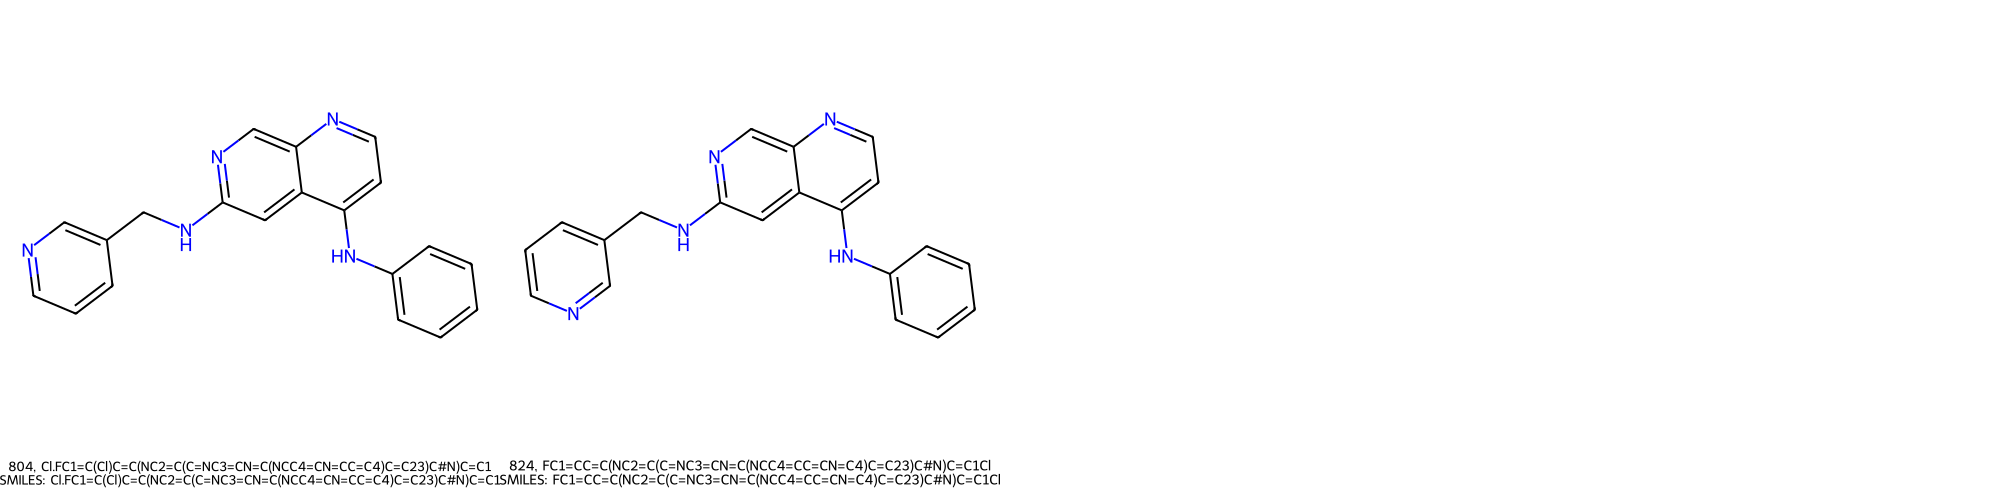 N
N
N
N
H
HN
N
N
N
N
H
HN
804, Cl.FC1=C(Cl)C=C(NC2=C(C=NC3=CN=C(NCC4=CN=CC=C4)C=C23)C#N)C=C1
SMILES: Cl.FC1=C(Cl)C=C(NC2=C(C=NC3=CN=C(NCC4=CN=CC=C4)C=C23)C#N)C=C1
824, FC1=CC=C(NC2=C(C=NC3=CN=C(NCC4=CC=CN=C4)C=C23)C#N)C=C1Cl
SMILES: FC1=CC=C(NC2=C(C=NC3=CN=C(NCC4=CC=CN=C4)C=C23)C#N)C=C1Cl